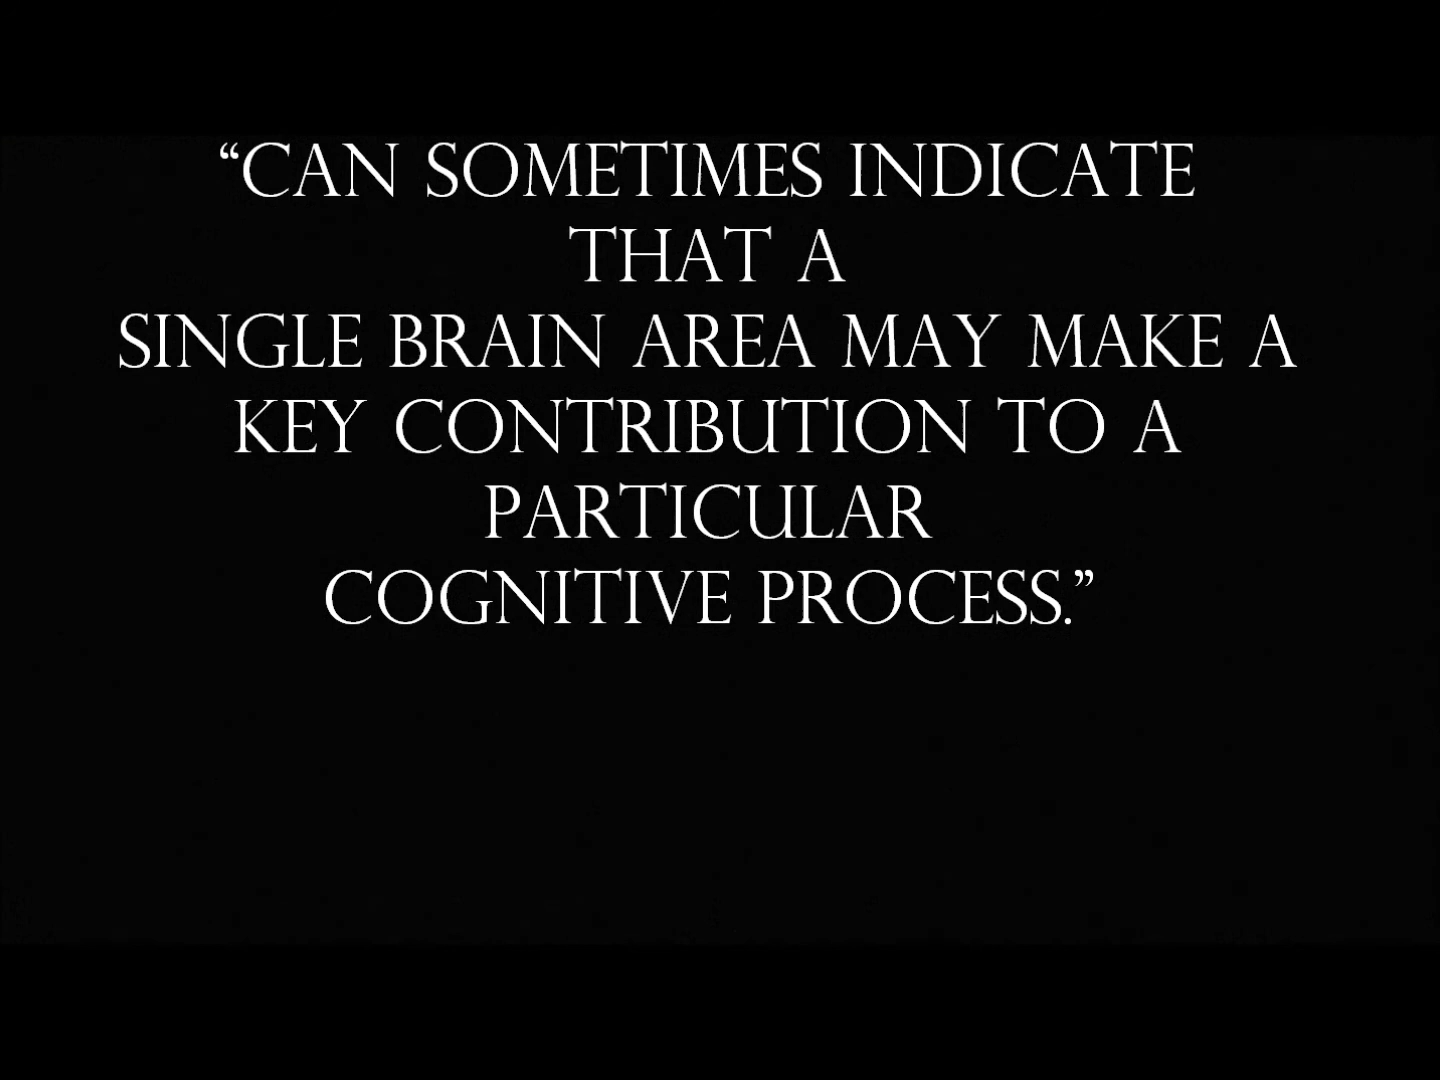 “CAN SOMETIMES INDICATE
THAT A
SINGLE BRAIN AREA MAY MAKE A
KEY CONTRIBUTION TO A
PARTICULAR
COGNITIVE PROCESS.”